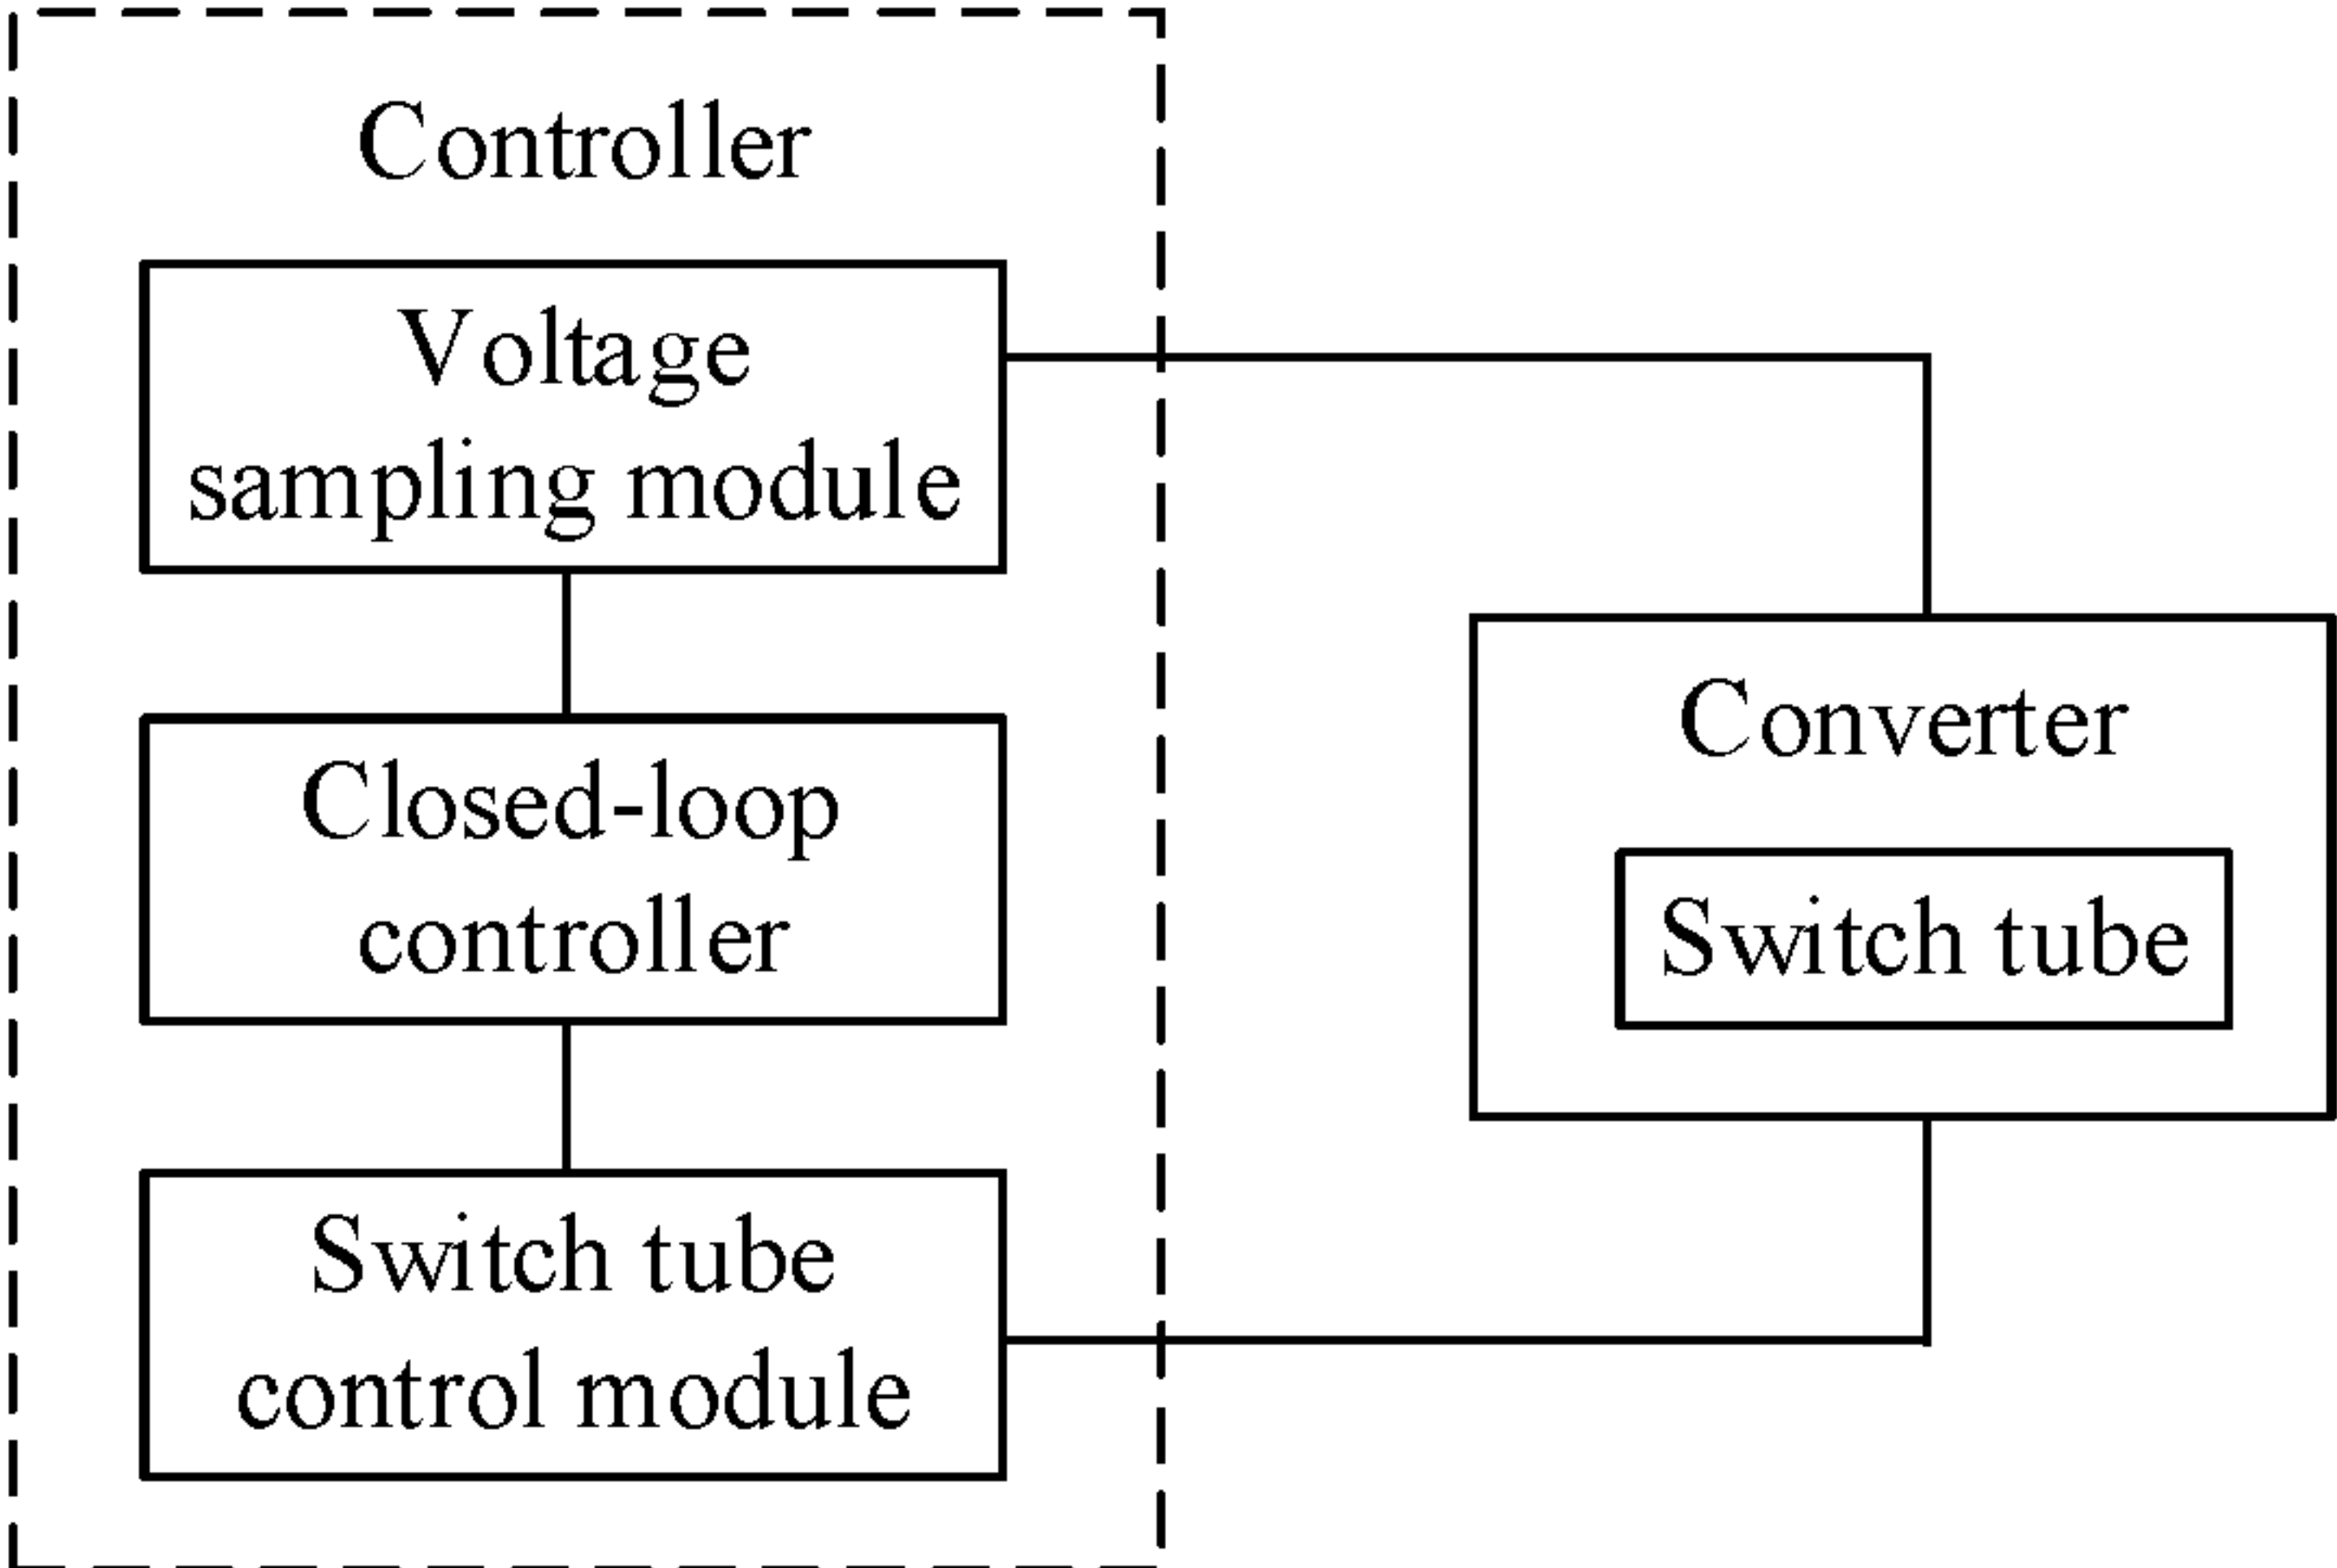 Controller
Voltage
sampling module
Closed-loop
controller
Switch tube
control module
Converter
Switch tube